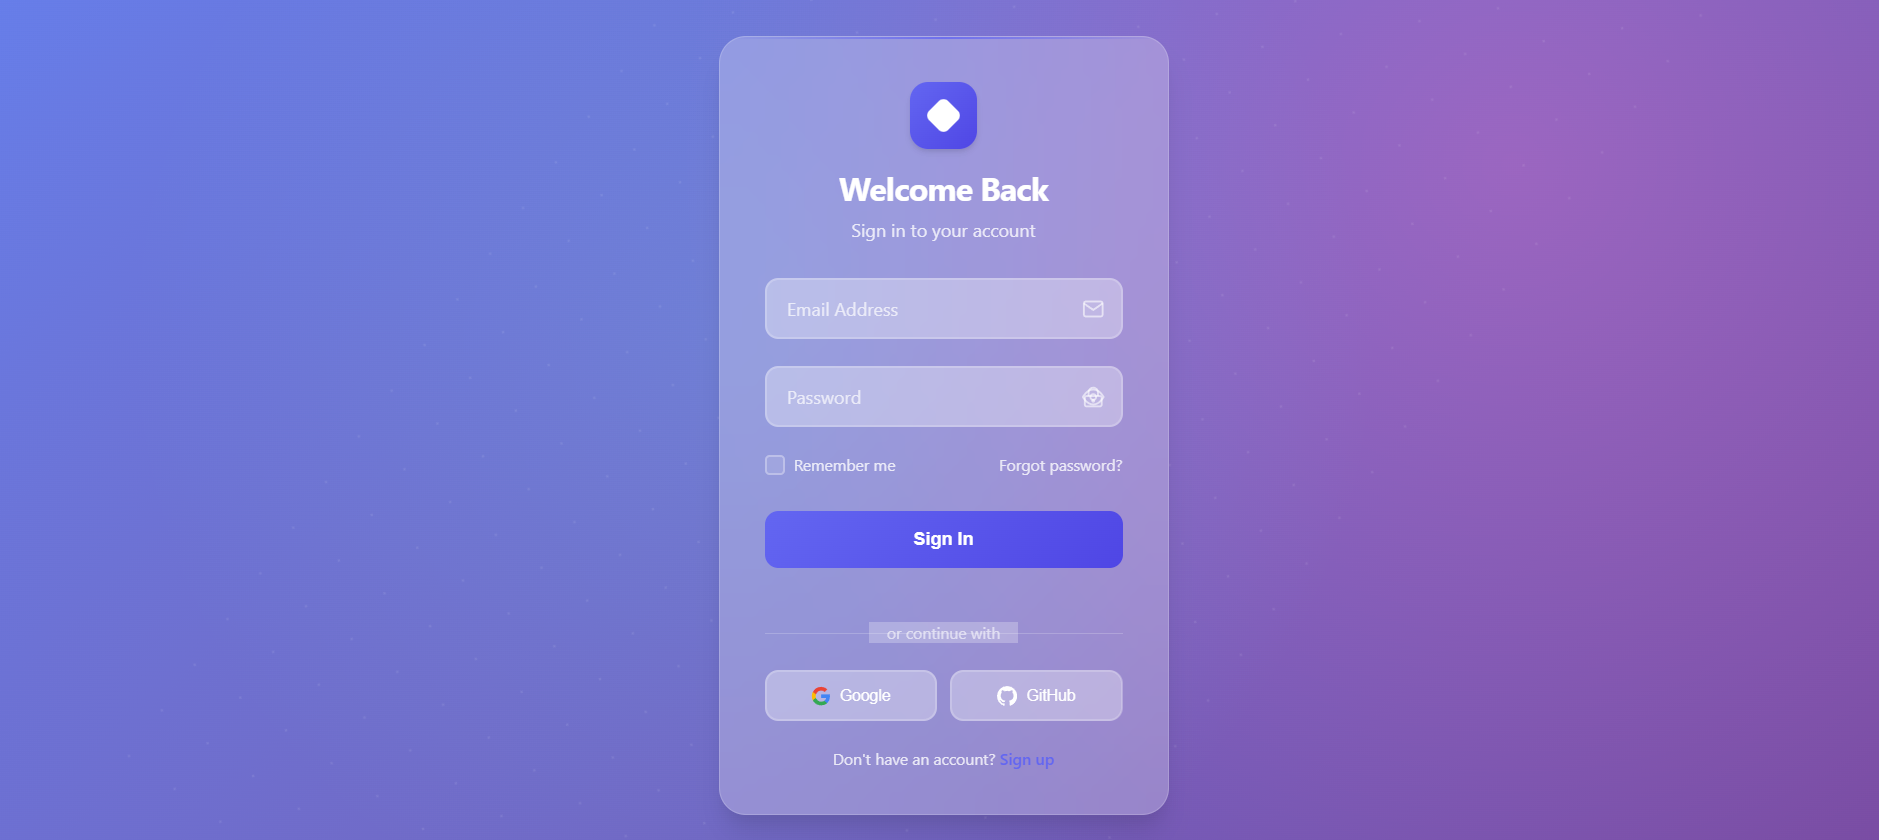 Welcome Back
Sign in to your account
Email Address
Password
Remember me
Forgot password?
Sign In
or continue with
Google
GitHub
Don't have an account? Sign up